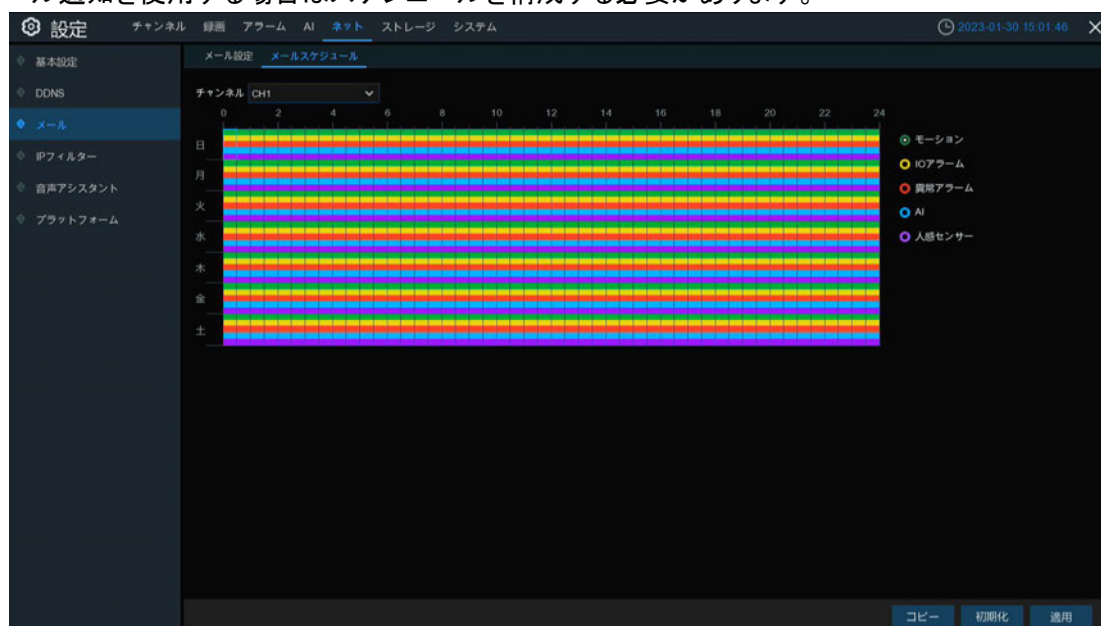 ル通知を使用する場合はスケジュールを構成する必要があります。
設定 チャンネル 録画 アラーム AI ネット ストレージ システム 2023-01-30 15:01:46
基本設定
DDNS
メール
IPフィルター
音声アシスタント
プラットフォーム
メール設定 メールスケジュール
チャンネル CH1
0 2 4 6 8 10 12 14 16 18 20 22 24
日
月
火
水
木
金
土
モーション
IOアラーム
異常アラーム
AI
人感センサー
コピー 初期化 適用